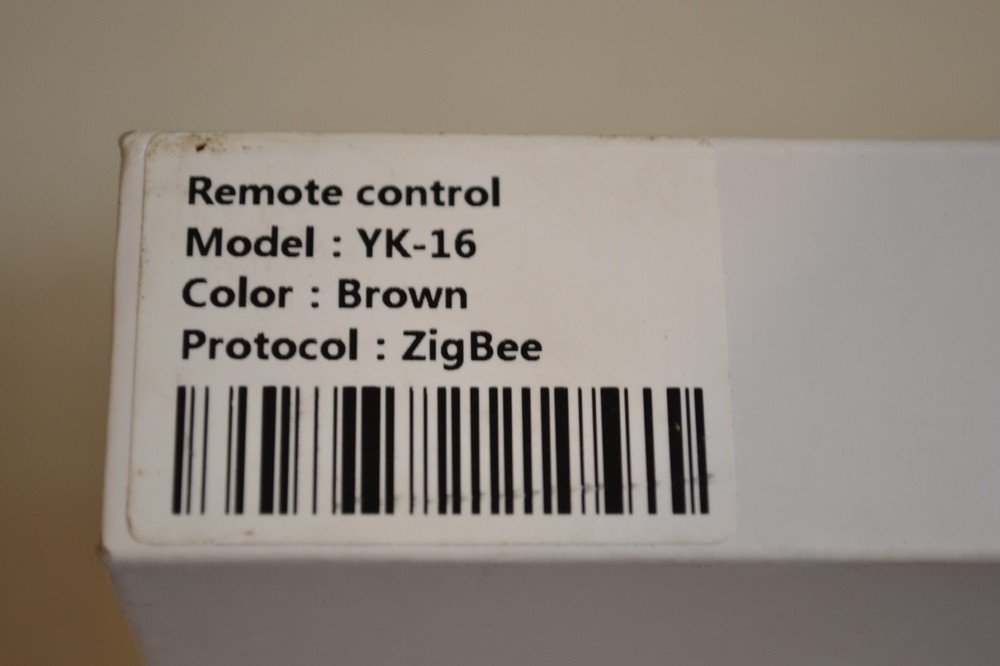 Remote control
Model : YK-16
Color : Brown
Protocol : ZigBee